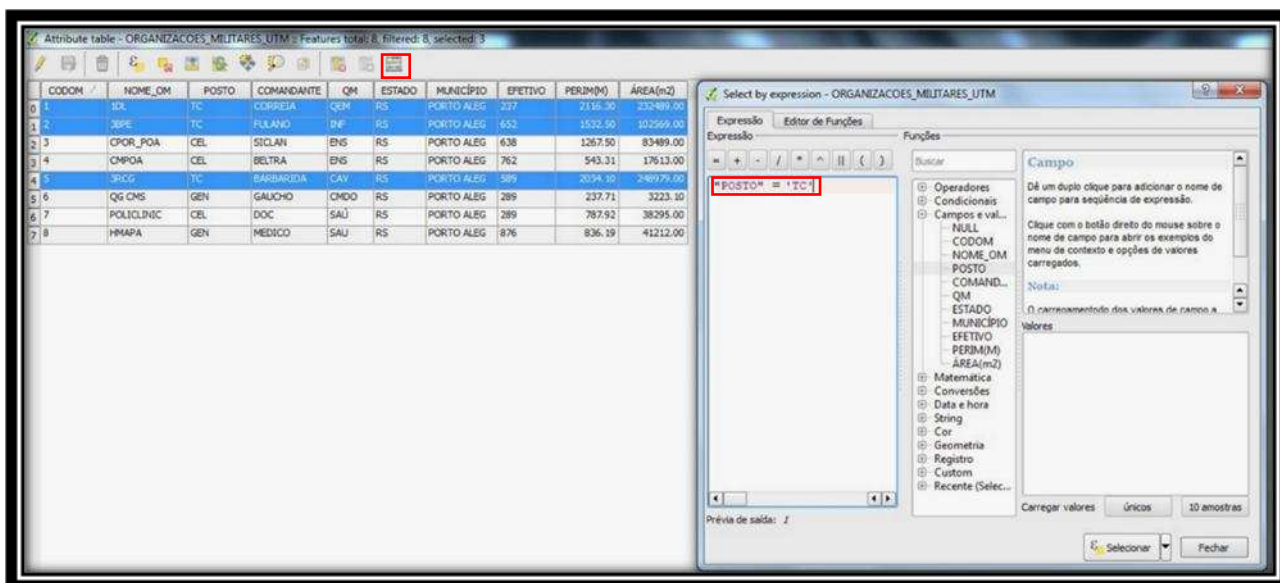 Attribute table - ORGANIZACOES_MILITARES_UTM :: Features total: 8, filtered: 8, selected: 3
CODOM NOME_OM POSTO COMANDANTE QM ESTADO MUNICÍPIO EFETIVO PERIM(M) ÁREA(m2)
0 1 1DL TC CORREIA QEM RS PORTO ALEG 237 2116.30 232489.00
1 2 3BPE TC FULANO INF RS PORTO ALEG 652 1532.50 102569.00
2 3 CPOR_POA CEL SICLAN ENS RS PORTO ALEG 638 1267.50 83489.00
3 4 CMPOA CEL BELTRA ENS RS PORTO ALEG 762 543.31 17613.00
4 5 3RCG TC BARBARIDA CAV RS PORTO ALEG 589 2034.10 248979.00
5 6 QG CMS GEN GAUCHO CMDO RS PORTO ALEG 289 237.71 3223.10
6 7 POLICLINIC CEL DOC SAÚ RS PORTO ALEG 289 787.92 38295.00
7 8 HMAPA GEN MEDICO SAU RS PORTO ALEG 876 836.19 41212.00
Select by expression - ORGANIZACOES_MILITARES_UTM
Expressão Editor de Funções
Expressão
= + - / * ^ || ( )
"POSTO" = 'TC'
Prévia de saída: 1
Funções
Buscar
Operadores
Condicionais
Campos e val...
NULL
CODOM
NOME_OM
POSTO
COMAND...
QM
ESTADO
MUNICÍPIO
EFETIVO
PERIM(M)
ÁREA(m2)
Matemática
Conversões
Data e hora
String
Cor
Geometria
Registro
Custom
Recente (Selec...
Campo
Dê um duplo clique para adicionar o nome de
campo para seqüência de expressão.
Clique com o botão direito do mouse sobre o
nome de campo para abrir os exemplos do
menu de contexto e opções de valores
carregados.
Nota:
O carregamentodo dos valores de campo a
Valores
Carregar valores únicos 10 amostras
Selecionar Fechar